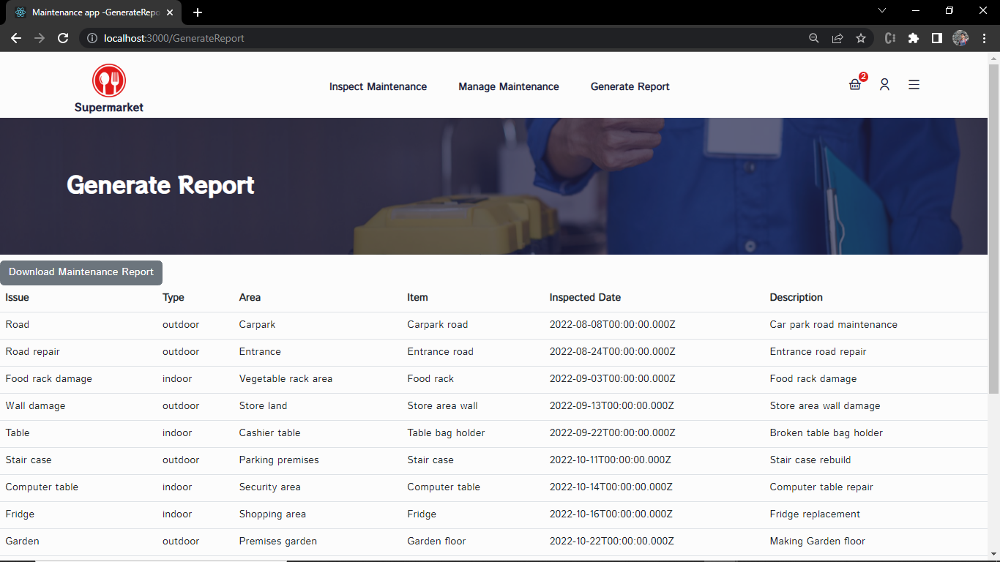 Maintenance app -GenerateRepo
localhost:3000/GenerateReport
Supermarket
Inspect Maintenance Manage Maintenance Generate Report
2
Generate Report
Download Maintenance Report
Issue Type Area Item Inspected Date Description
Road outdoor Carpark Carpark road 2022-08-08T00:00:00.000Z Car park road maintenance
Road repair outdoor Entrance Entrance road 2022-08-24T00:00:00.000Z Entrance road repair
Food rack damage indoor Vegetable rack area Food rack 2022-09-03T00:00:00.000Z Food rack damage
Wall damage outdoor Store land Store area wall 2022-09-13T00:00:00.000Z Store area wall damage
Table indoor Cashier table Table bag holder 2022-09-22T00:00:00.000Z Broken table bag holder
Stair case outdoor Parking premises Stair case 2022-10-11T00:00:00.000Z Stair case rebuild
Computer table indoor Security area Computer table 2022-10-14T00:00:00.000Z Computer table repair
Fridge indoor Shopping area Fridge 2022-10-16T00:00:00.000Z Fridge replacement
Garden outdoor Premises garden Garden floor 2022-10-22T00:00:00.000Z Making Garden floor